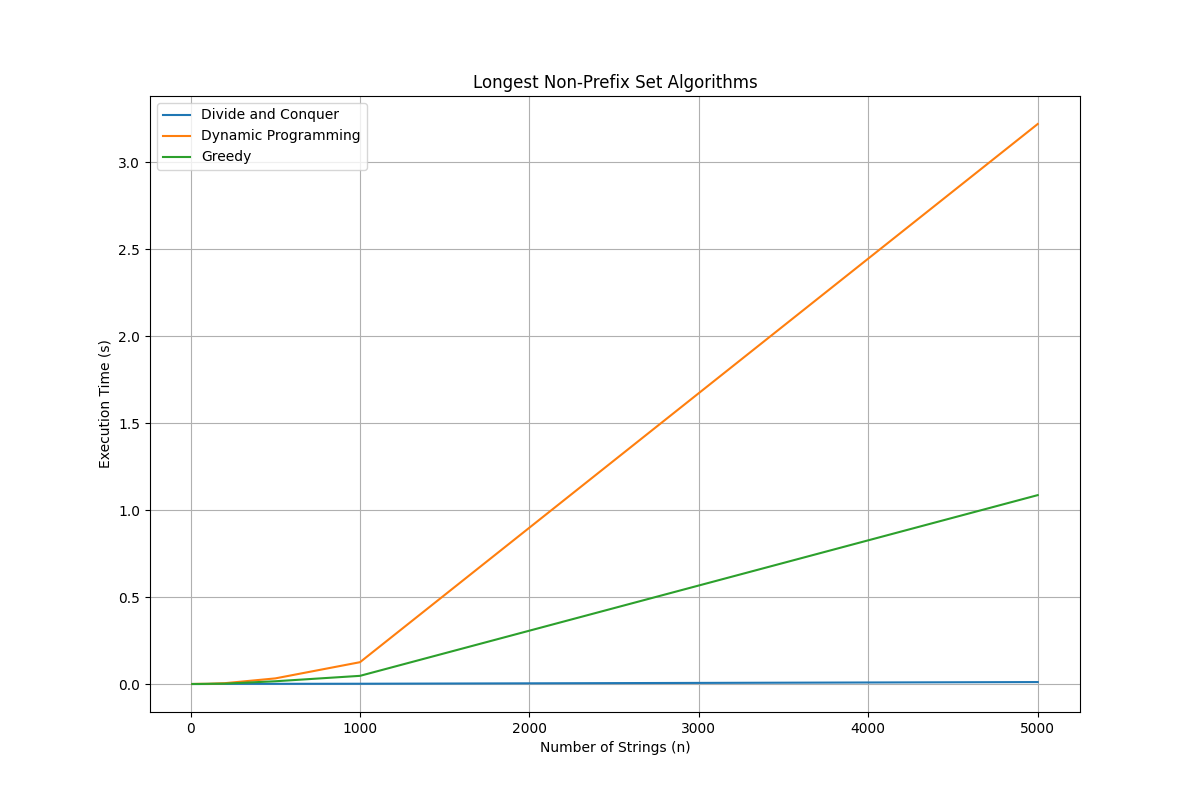 Longest Non-Prefix Set Algorithms
Divide and Conquer
Dynamic Programming
Greedy
3.0
2.5
2.0
1.5
1.0
0.5
0.0
Execution Time (s)
0 1000 2000 3000 4000 5000
Number of Strings (n)